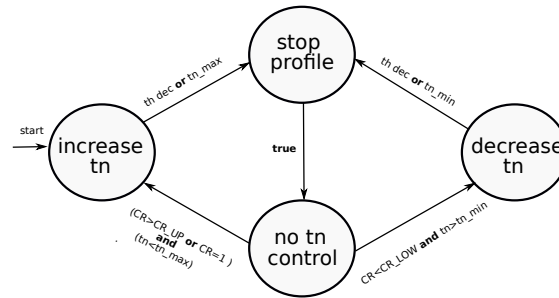 stop
profile
th dec or tn_max
th dec or tn_min
start
increase
tn
true
decrease
tn
(CR>CR_UP or CR=1 )
and
(tn<tn_max)
no tn
control
CR<CR_LOW and tn>tn_min